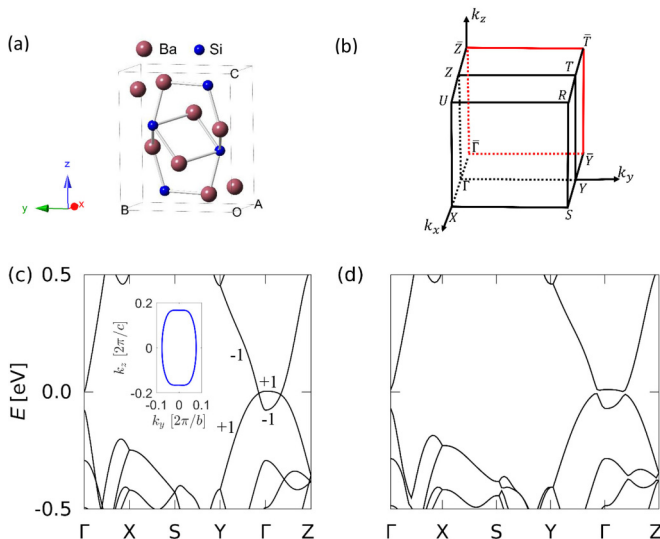 (a)
Ba Si
C
z
y x
B O A
(b)
k_z
Z̄ T̄
Z T
U R
Γ̄ Ȳ
Γ Y k_y
X S
k_x
(c)
0.5
0.0
-0.5
E [eV]
0.2
0
-0.2
k_z [2π/c]
-0.1 0 0.1
k_y [2π/b]
-1
+1
+1
-1
Γ X S Y Γ Z
(d)
Γ X S Y Γ Z